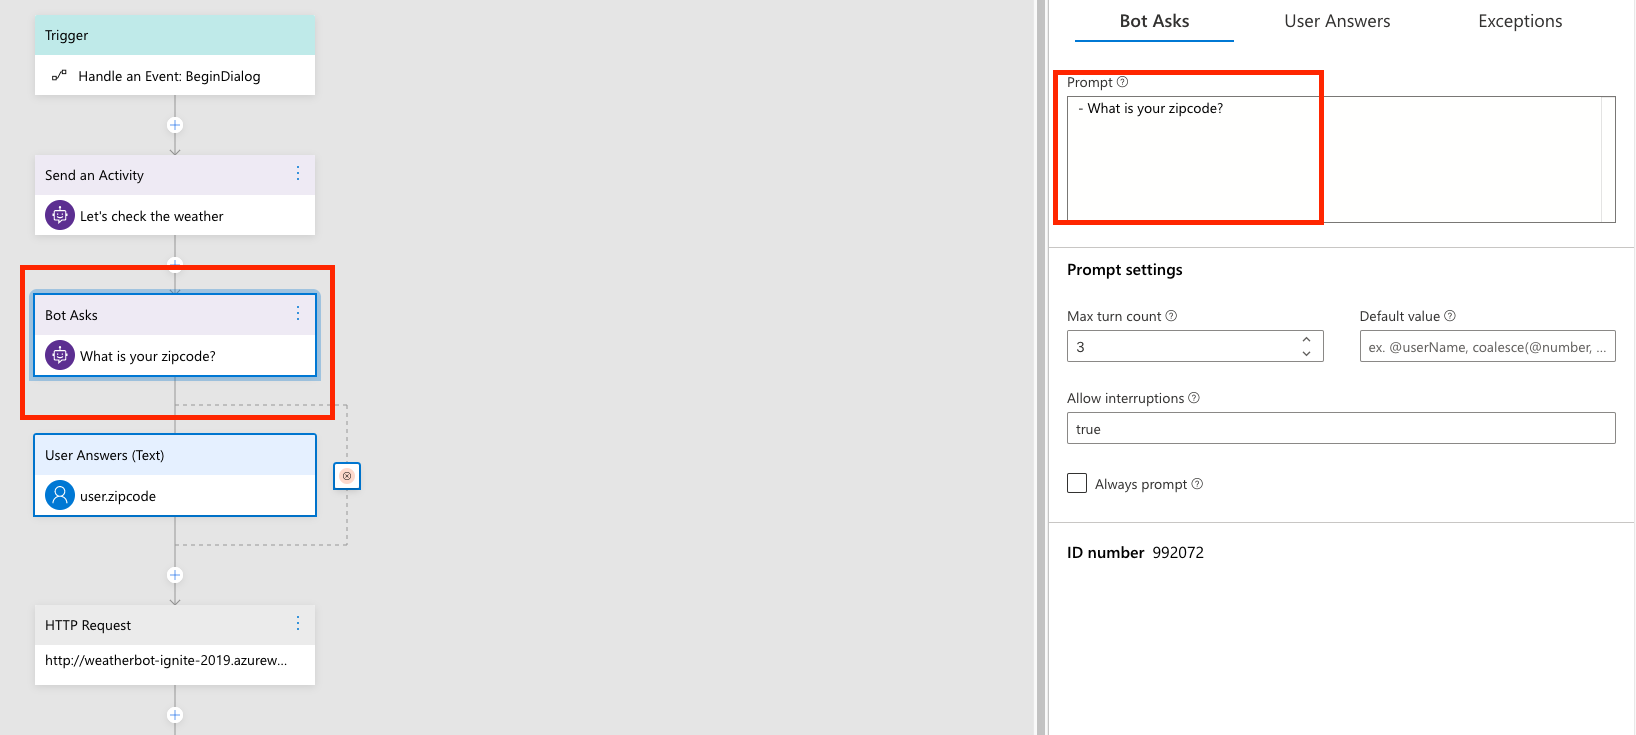 Trigger
Handle an Event: BeginDialog
Send an Activity
Let's check the weather
Bot Asks
What is your zipcode?
User Answers (Text)
user.zipcode
HTTP Request
http://weatherbot-ignite-2019.azurew...
Bot Asks User Answers Exceptions
Prompt
- What is your zipcode?
Prompt settings
Max turn count Default value
3 ex. @userName, coalesce(@number, ...
Allow interruptions
true
Always prompt
ID number 992072